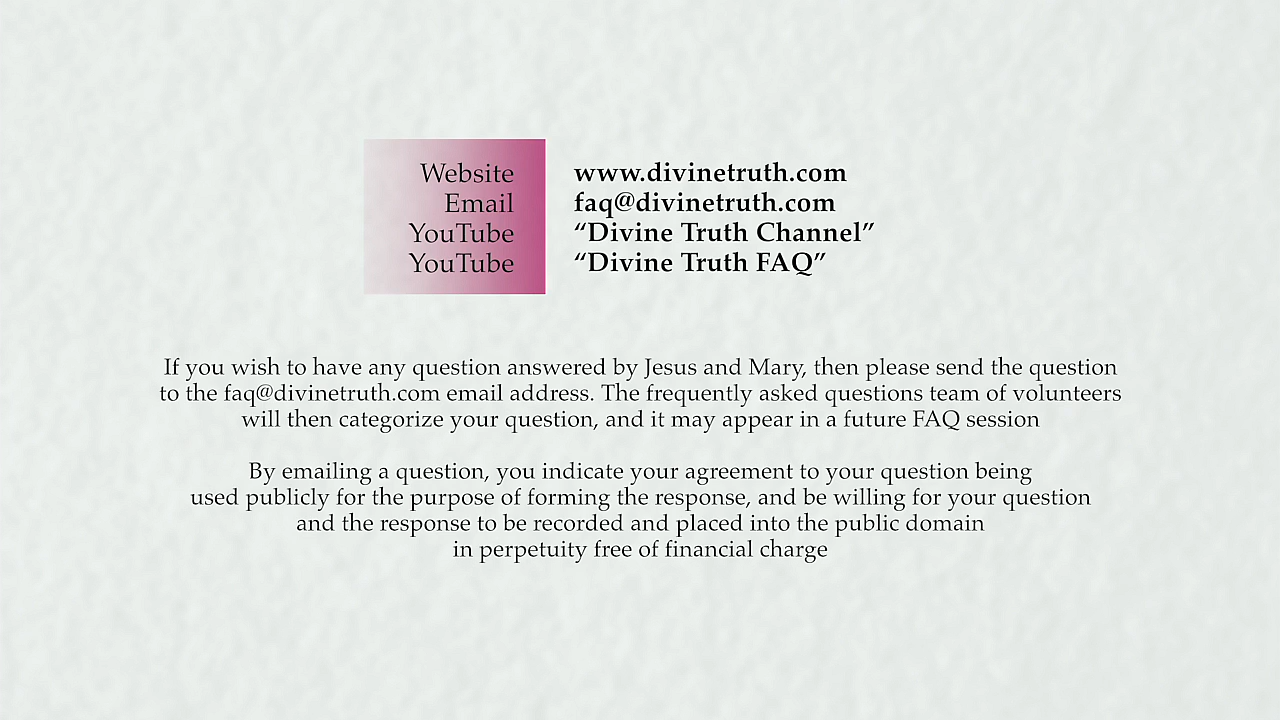 Website www.divinetruth.com
Email faq@divinetruth.com
YouTube “Divine Truth Channel”
YouTube “Divine Truth FAQ”
If you wish to have any question answered by Jesus and Mary, then please send the question
to the faq@divinetruth.com email address. The frequently asked questions team of volunteers
will then categorize your question, and it may appear in a future FAQ session
By emailing a question, you indicate your agreement to your question being
used publicly for the purpose of forming the response, and be willing for your question
and the response to be recorded and placed into the public domain
in perpetuity free of financial charge